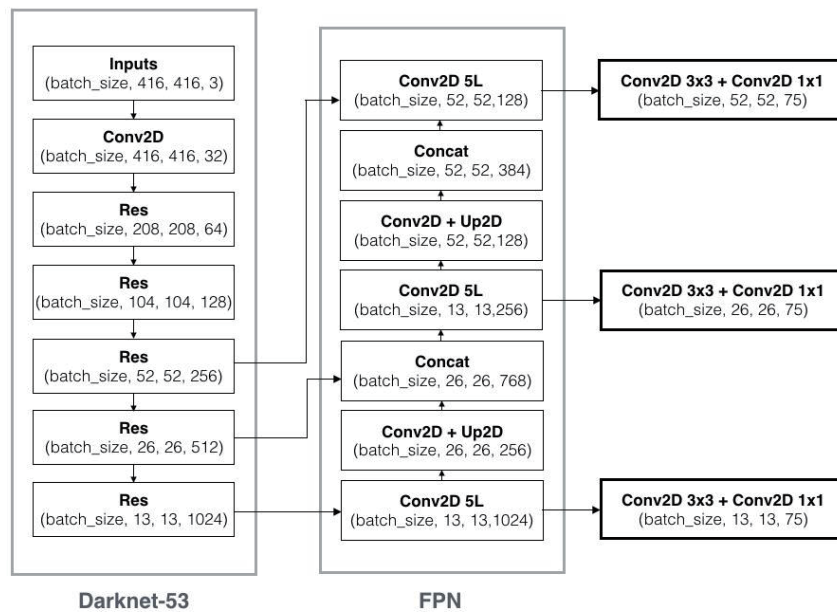 Inputs
(batch_size, 416, 416, 3)
Conv2D
(batch_size, 416, 416, 32)
Res
(batch_size, 208, 208, 64)
Res
(batch_size, 104, 104, 128)
Res
(batch_size, 52, 52, 256)
Res
(batch_size, 26, 26, 512)
Res
(batch_size, 13, 13, 1024)
Darknet-53
Conv2D 5L
(batch_size, 52, 52,128)
Concat
(batch_size, 52, 52, 384)
Conv2D + Up2D
(batch_size, 52, 52,128)
Conv2D 5L
(batch_size, 13, 13,256)
Concat
(batch_size, 26, 26, 768)
Conv2D + Up2D
(batch_size, 26, 26, 256)
Conv2D 5L
(batch_size, 13, 13,1024)
FPN
Conv2D 3x3 + Conv2D 1x1
(batch_size, 52, 52, 75)
Conv2D 3x3 + Conv2D 1x1
(batch_size, 26, 26, 75)
Conv2D 3x3 + Conv2D 1x1
(batch_size, 13, 13, 75)